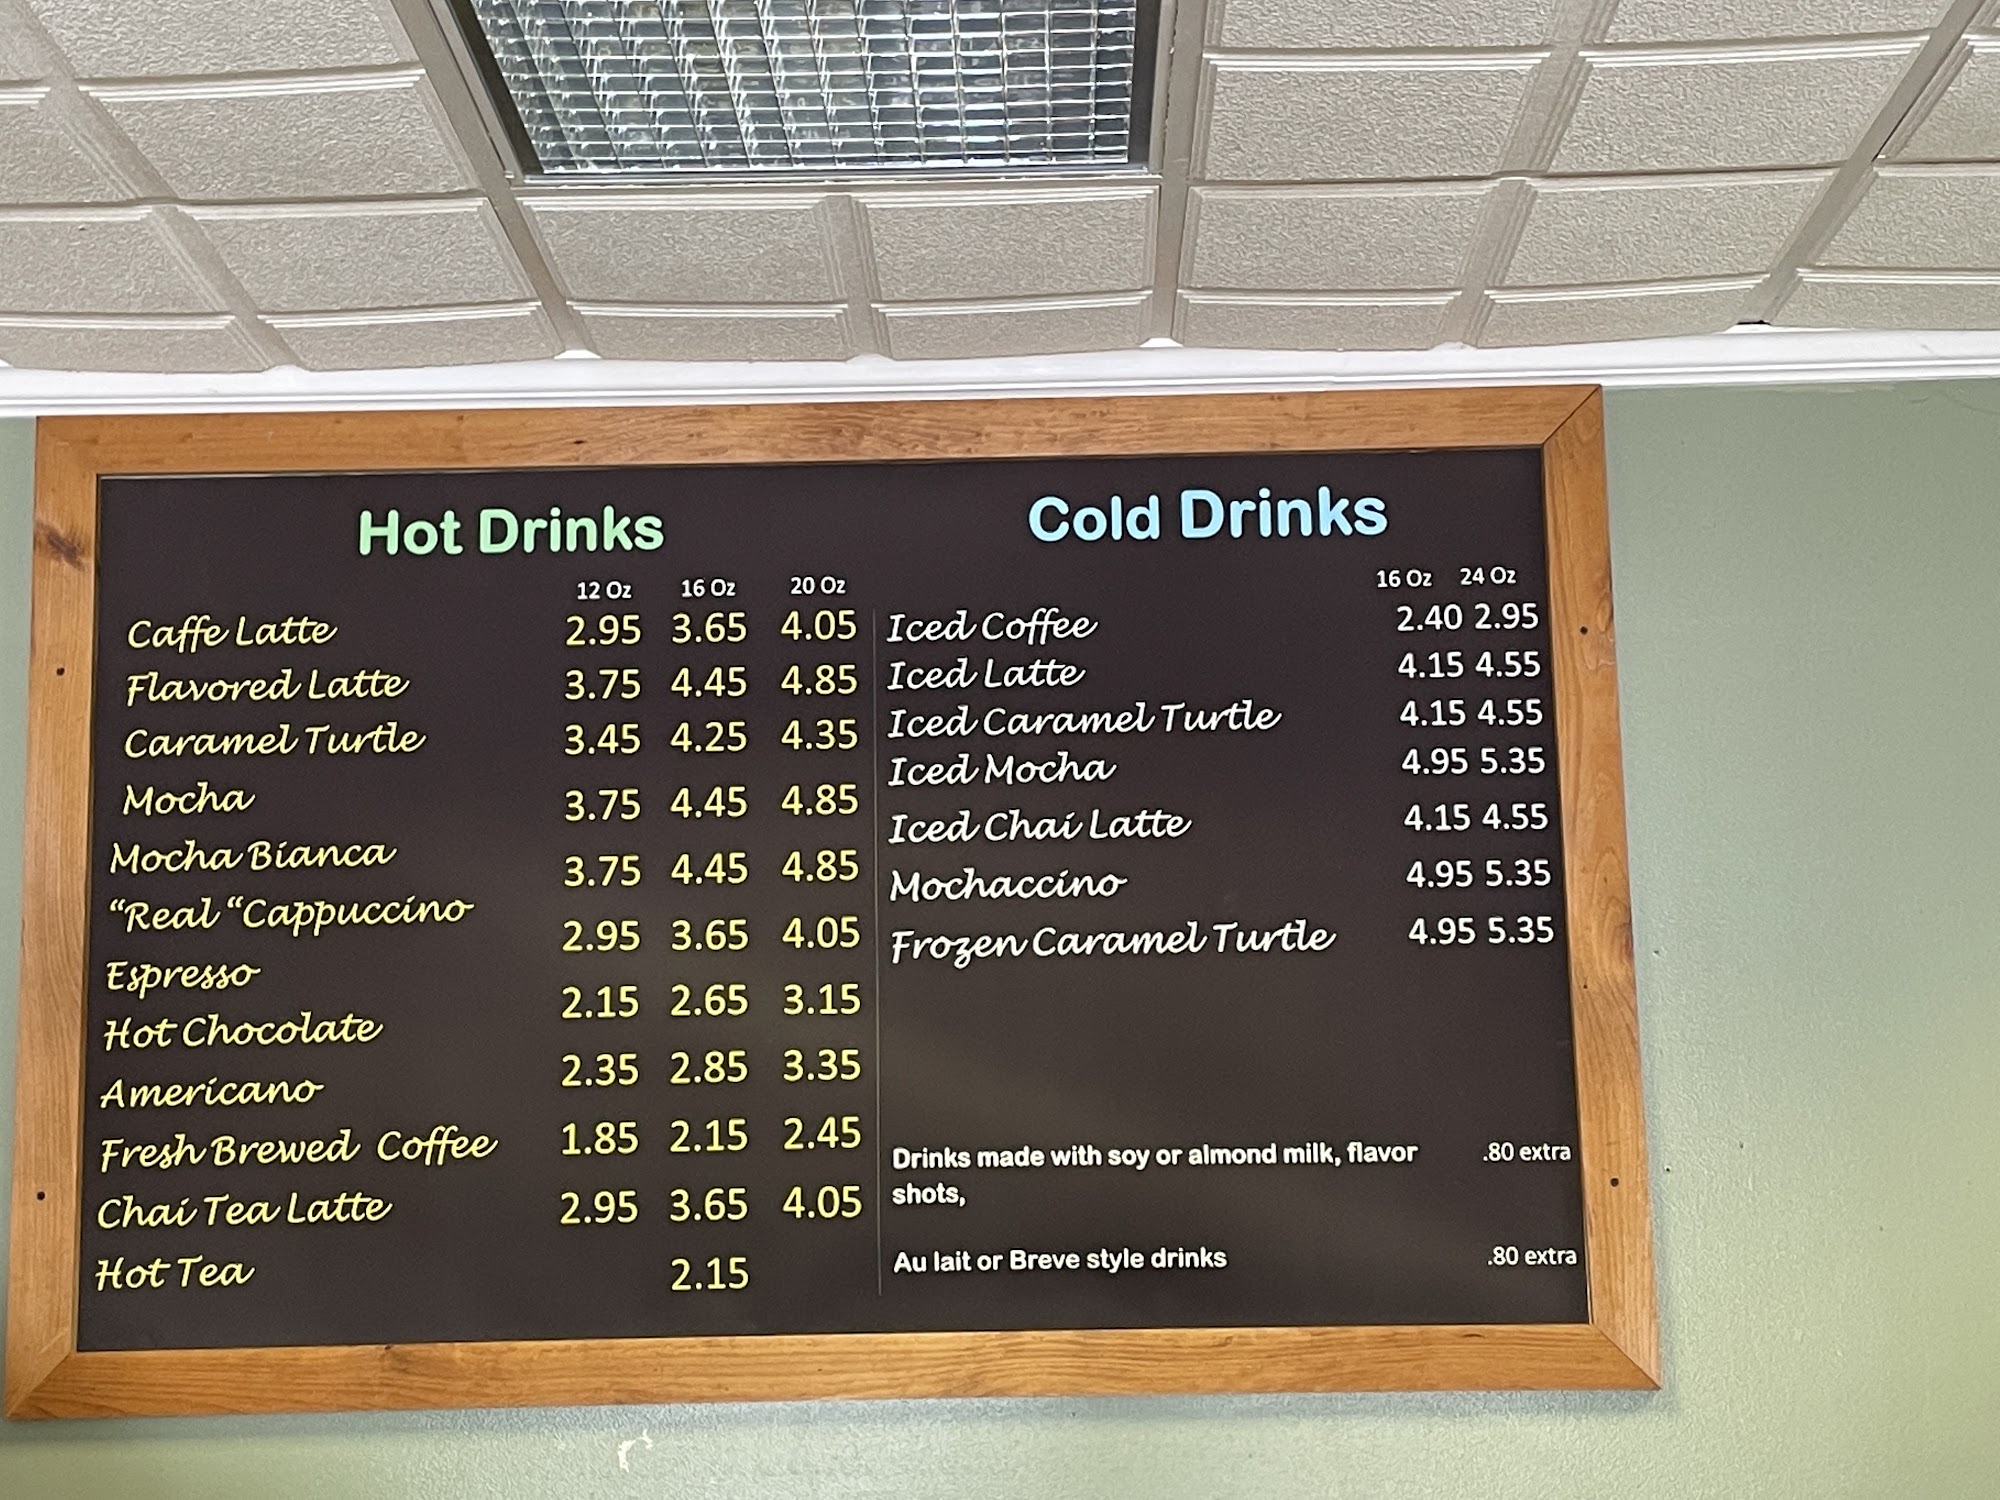 Hot Drinks
12 Oz 16 Oz 20 Oz
Caffe Latte 2.95 3.65 4.05
Flavored Latte 3.75 4.45 4.85
Caramel Turtle 3.45 4.25 4.35
Mocha 3.75 4.45 4.85
Mocha Bianca 3.75 4.45 4.85
“Real “Cappuccino 2.95 3.65 4.05
Espresso
Hot Chocolate 2.15 2.65 3.15
Americano 2.35 2.85 3.35
Fresh Brewed Coffee 1.85 2.15 2.45
Chai Tea Latte 2.95 3.65 4.05
Hot Tea 2.15
Cold Drinks
16 Oz 24 Oz
Iced Coffee 2.40 2.95
Iced Latte 4.15 4.55
Iced Caramel Turtle 4.15 4.55
Iced Mocha 4.95 5.35
Iced Chai Latte 4.15 4.55
Mochaccino 4.95 5.35
Frozen Caramel Turtle 4.95 5.35
Drinks made with soy or almond milk, flavor .80 extra
shots,
Au lait or Breve style drinks .80 extra